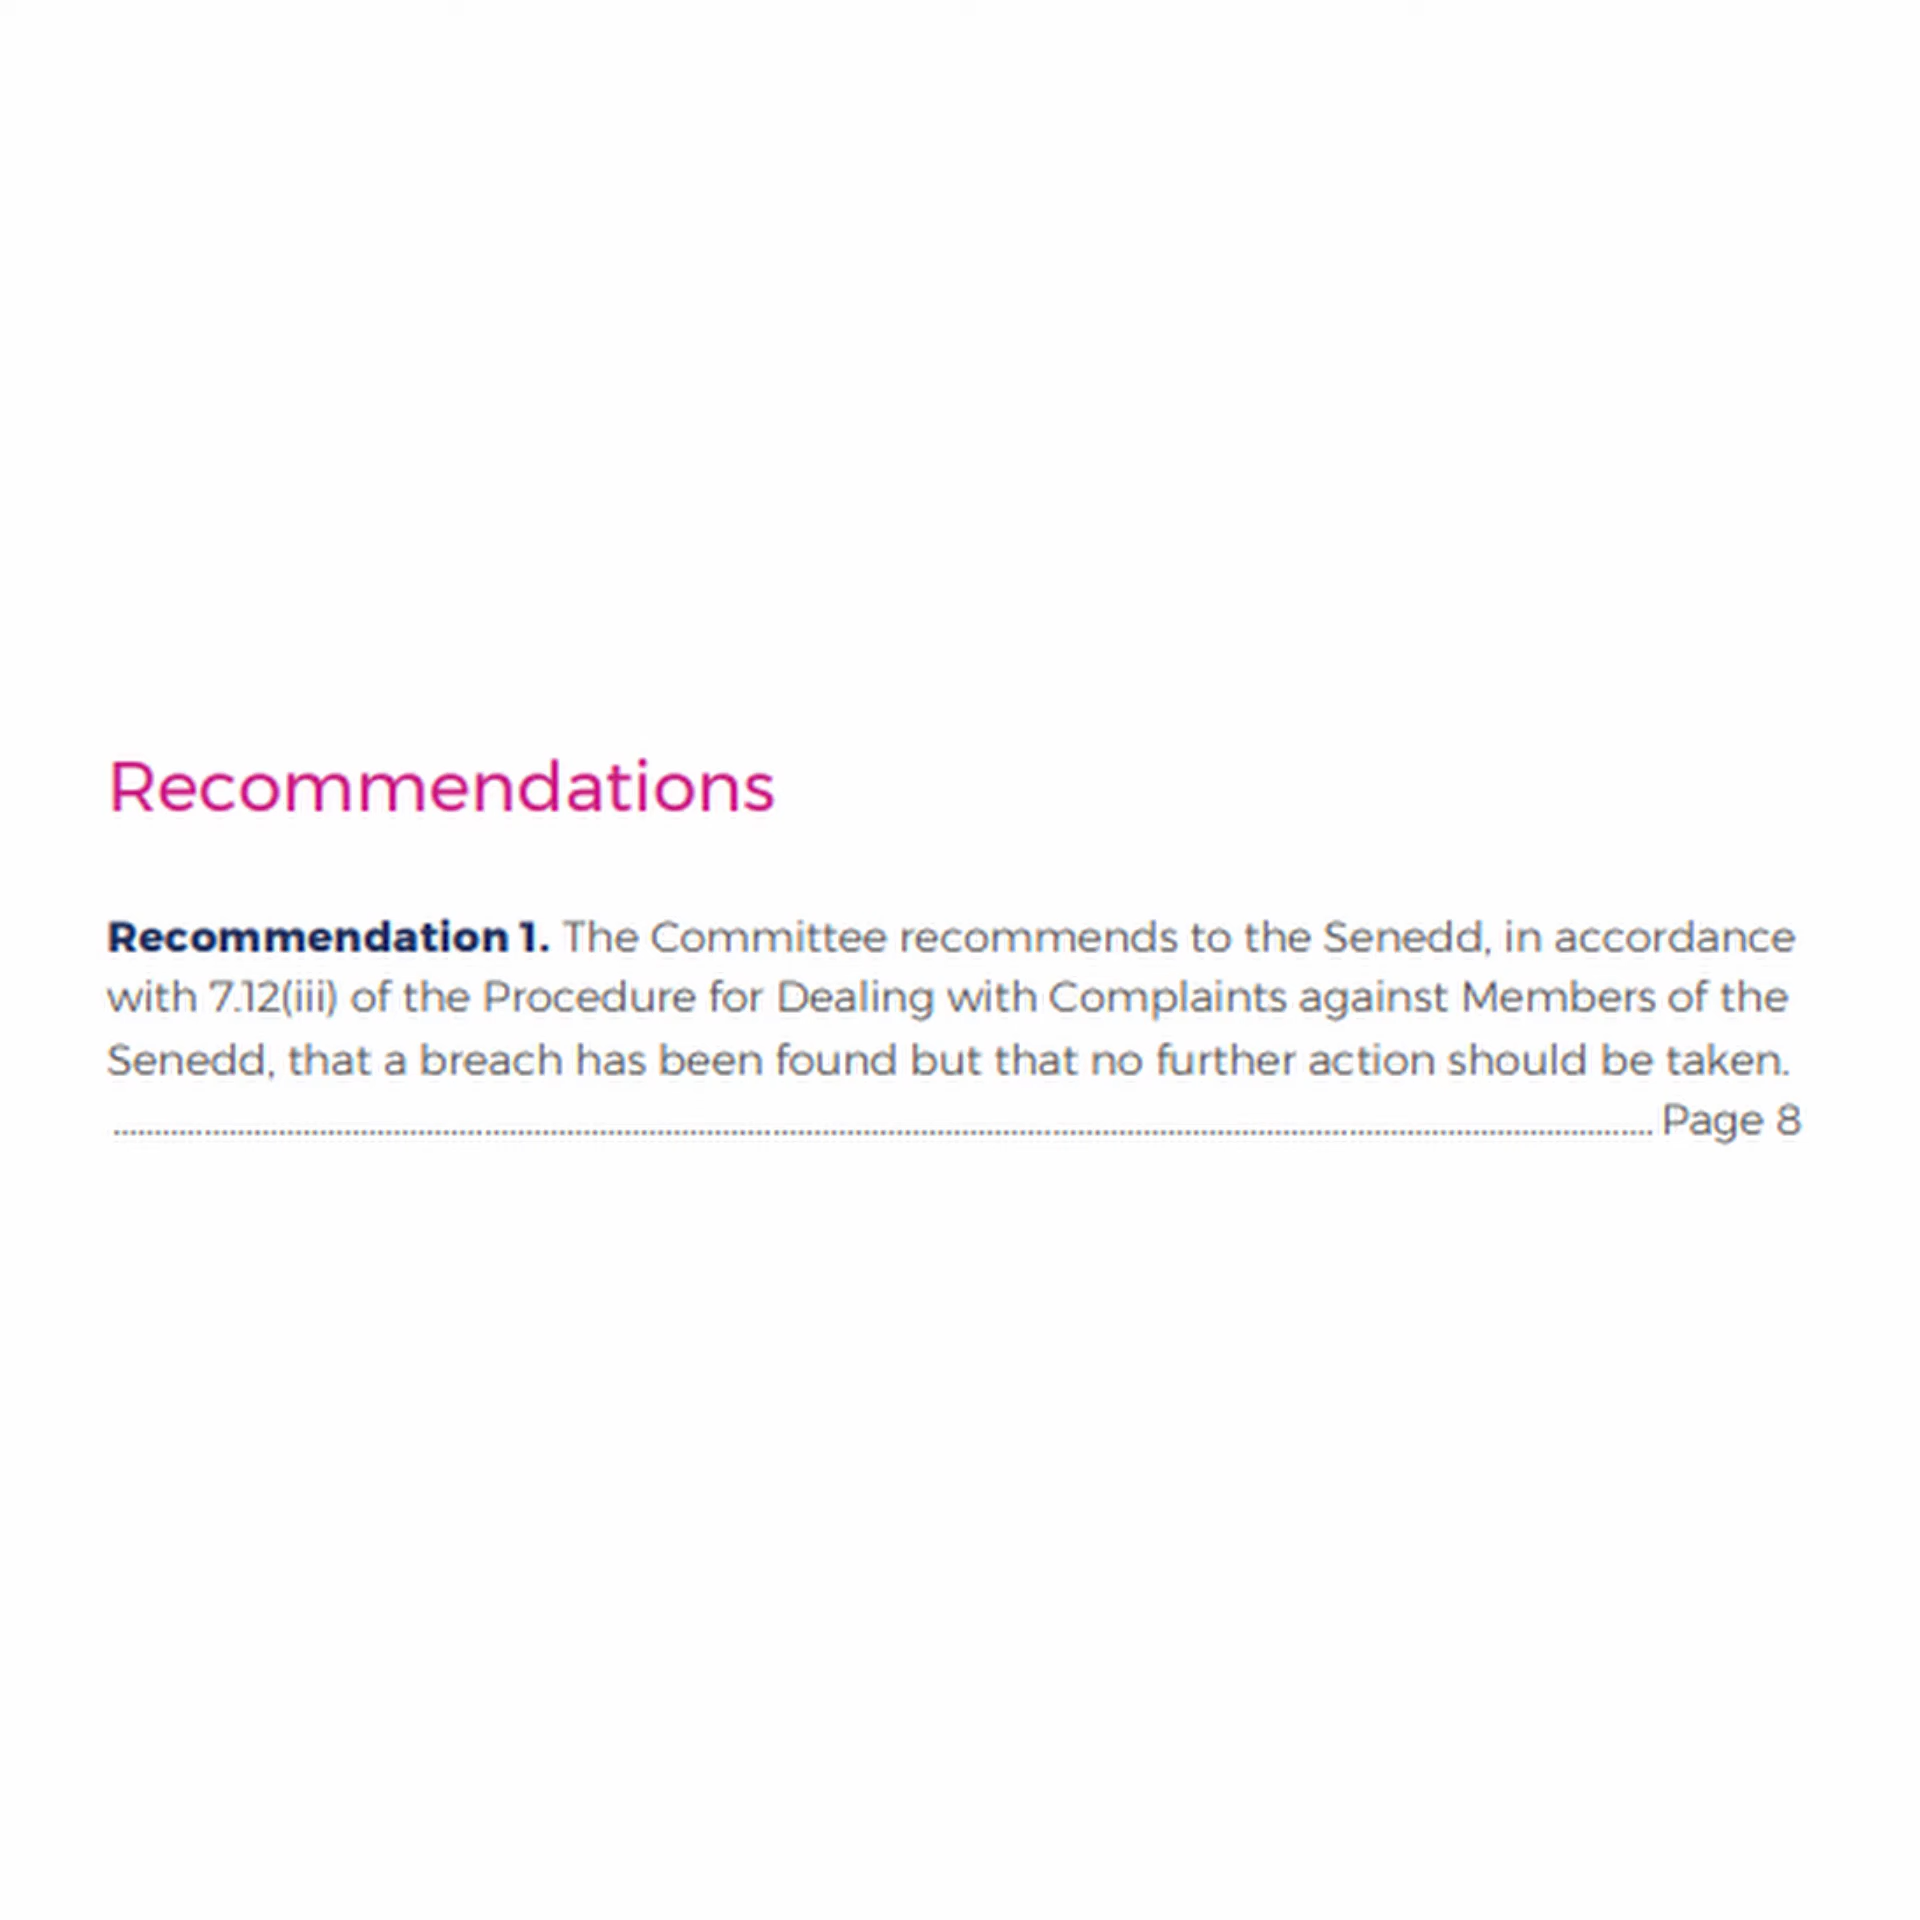 Recommendations
Recommendation 1. The Committee recommends to the Senedd, in accordance
with 7.12(iii) of the Procedure for Dealing with Complaints against Members of the
Senedd, that a breach has been found but that no further action should be taken.
........................................................................................................................ Page 8